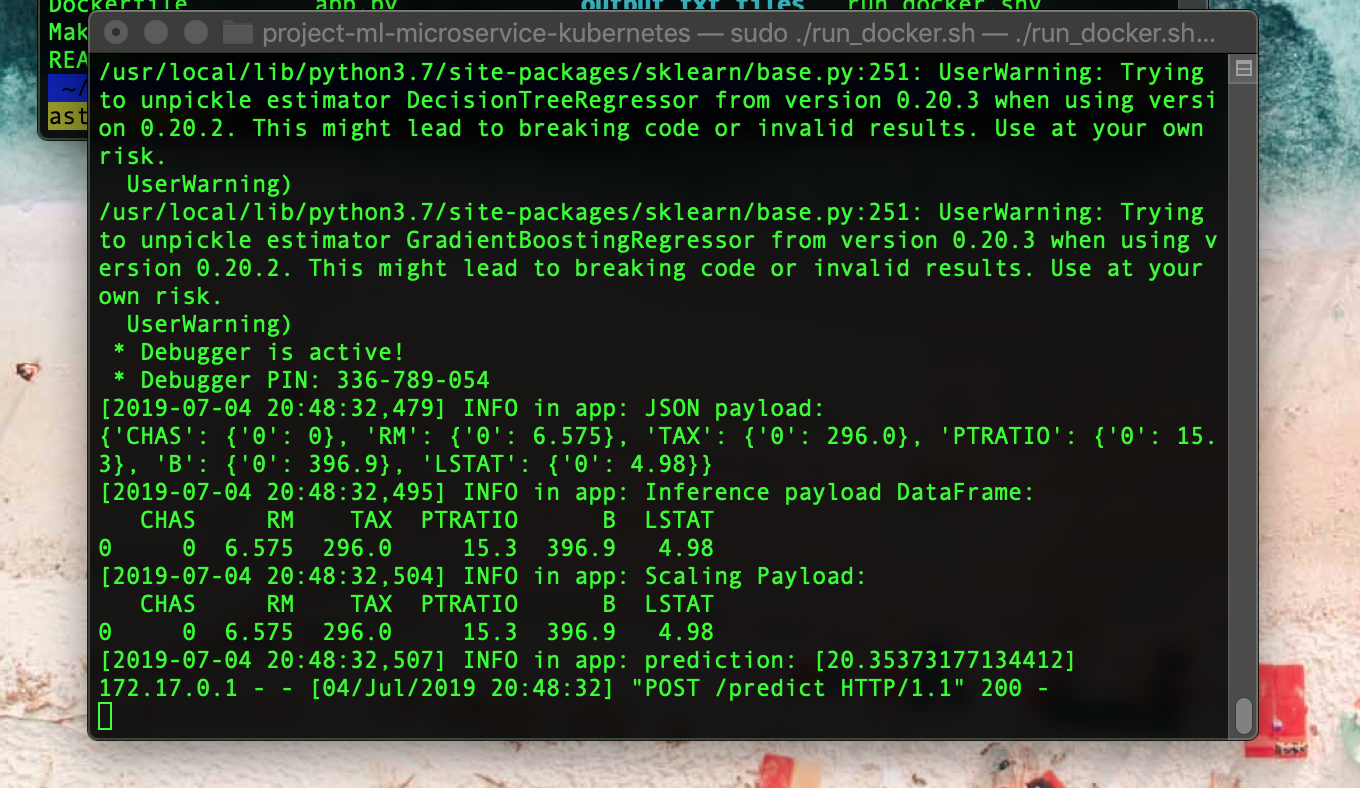 Dockerfile app.py output_txt_files run_docker.sh
Mak
REA
~/
ast
project-ml-microservice-kubernetes — sudo ./run_docker.sh — ./run_docker.sh...
/usr/local/lib/python3.7/site-packages/sklearn/base.py:251: UserWarning: Trying
to unpickle estimator DecisionTreeRegressor from version 0.20.3 when using versi
on 0.20.2. This might lead to breaking code or invalid results. Use at your own
risk.
  UserWarning)
/usr/local/lib/python3.7/site-packages/sklearn/base.py:251: UserWarning: Trying
to unpickle estimator GradientBoostingRegressor from version 0.20.3 when using v
ersion 0.20.2. This might lead to breaking code or invalid results. Use at your
own risk.
  UserWarning)
 * Debugger is active!
 * Debugger PIN: 336-789-054
[2019-07-04 20:48:32,479] INFO in app: JSON payload:
{'CHAS': {'0': 0}, 'RM': {'0': 6.575}, 'TAX': {'0': 296.0}, 'PTRATIO': {'0': 15.
3}, 'B': {'0': 396.9}, 'LSTAT': {'0': 4.98}}
[2019-07-04 20:48:32,495] INFO in app: Inference payload DataFrame:
   CHAS     RM    TAX  PTRATIO      B  LSTAT
0     0  6.575  296.0     15.3  396.9   4.98
[2019-07-04 20:48:32,504] INFO in app: Scaling Payload:
   CHAS     RM    TAX  PTRATIO      B  LSTAT
0     0  6.575  296.0     15.3  396.9   4.98
[2019-07-04 20:48:32,507] INFO in app: prediction: [20.35373177134412]
172.17.0.1 - - [04/Jul/2019 20:48:32] "POST /predict HTTP/1.1" 200 -